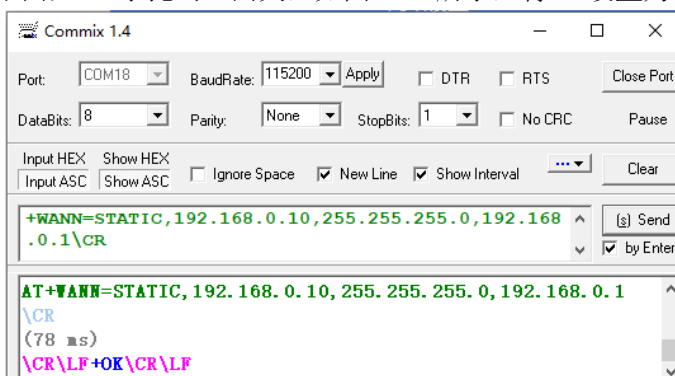 Commix 1.4
Port: COM18 BaudRate: 115200 Apply DTR RTS Close Port
DataBits: 8 Parity: None StopBits: 1 No CRC Pause
Input HEX Show HEX
Input ASC Show ASC Ignore Space New Line Show Interval ... Clear
+WANN=STATIC,192.168.0.10,255.255.255.0,192.168 (s) Send
.0.1\CR by Enter
AT+WANN=STATIC,192.168.0.10,255.255.255.0,192.168.0.1
\CR
(78 ms)
\CR\LF+OK\CR\LF